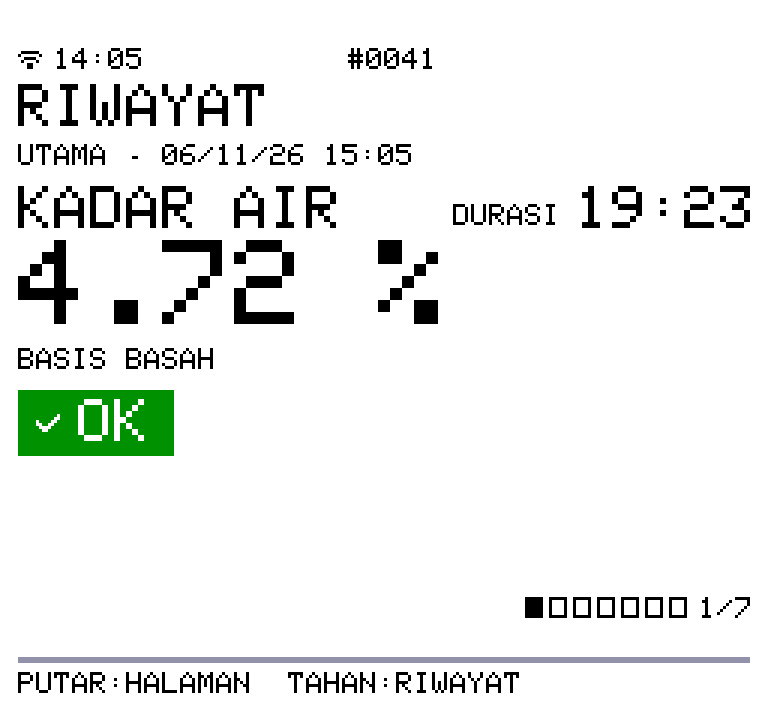 14:05 #0041
RIWAYAT
UTAMA - 06/11/26 15:05
KADAR AIR DURASI 19:23
4.72 %
BASIS BASAH
✓ OK
1/7
PUTAR:HALAMAN TAHAN:RIWAYAT